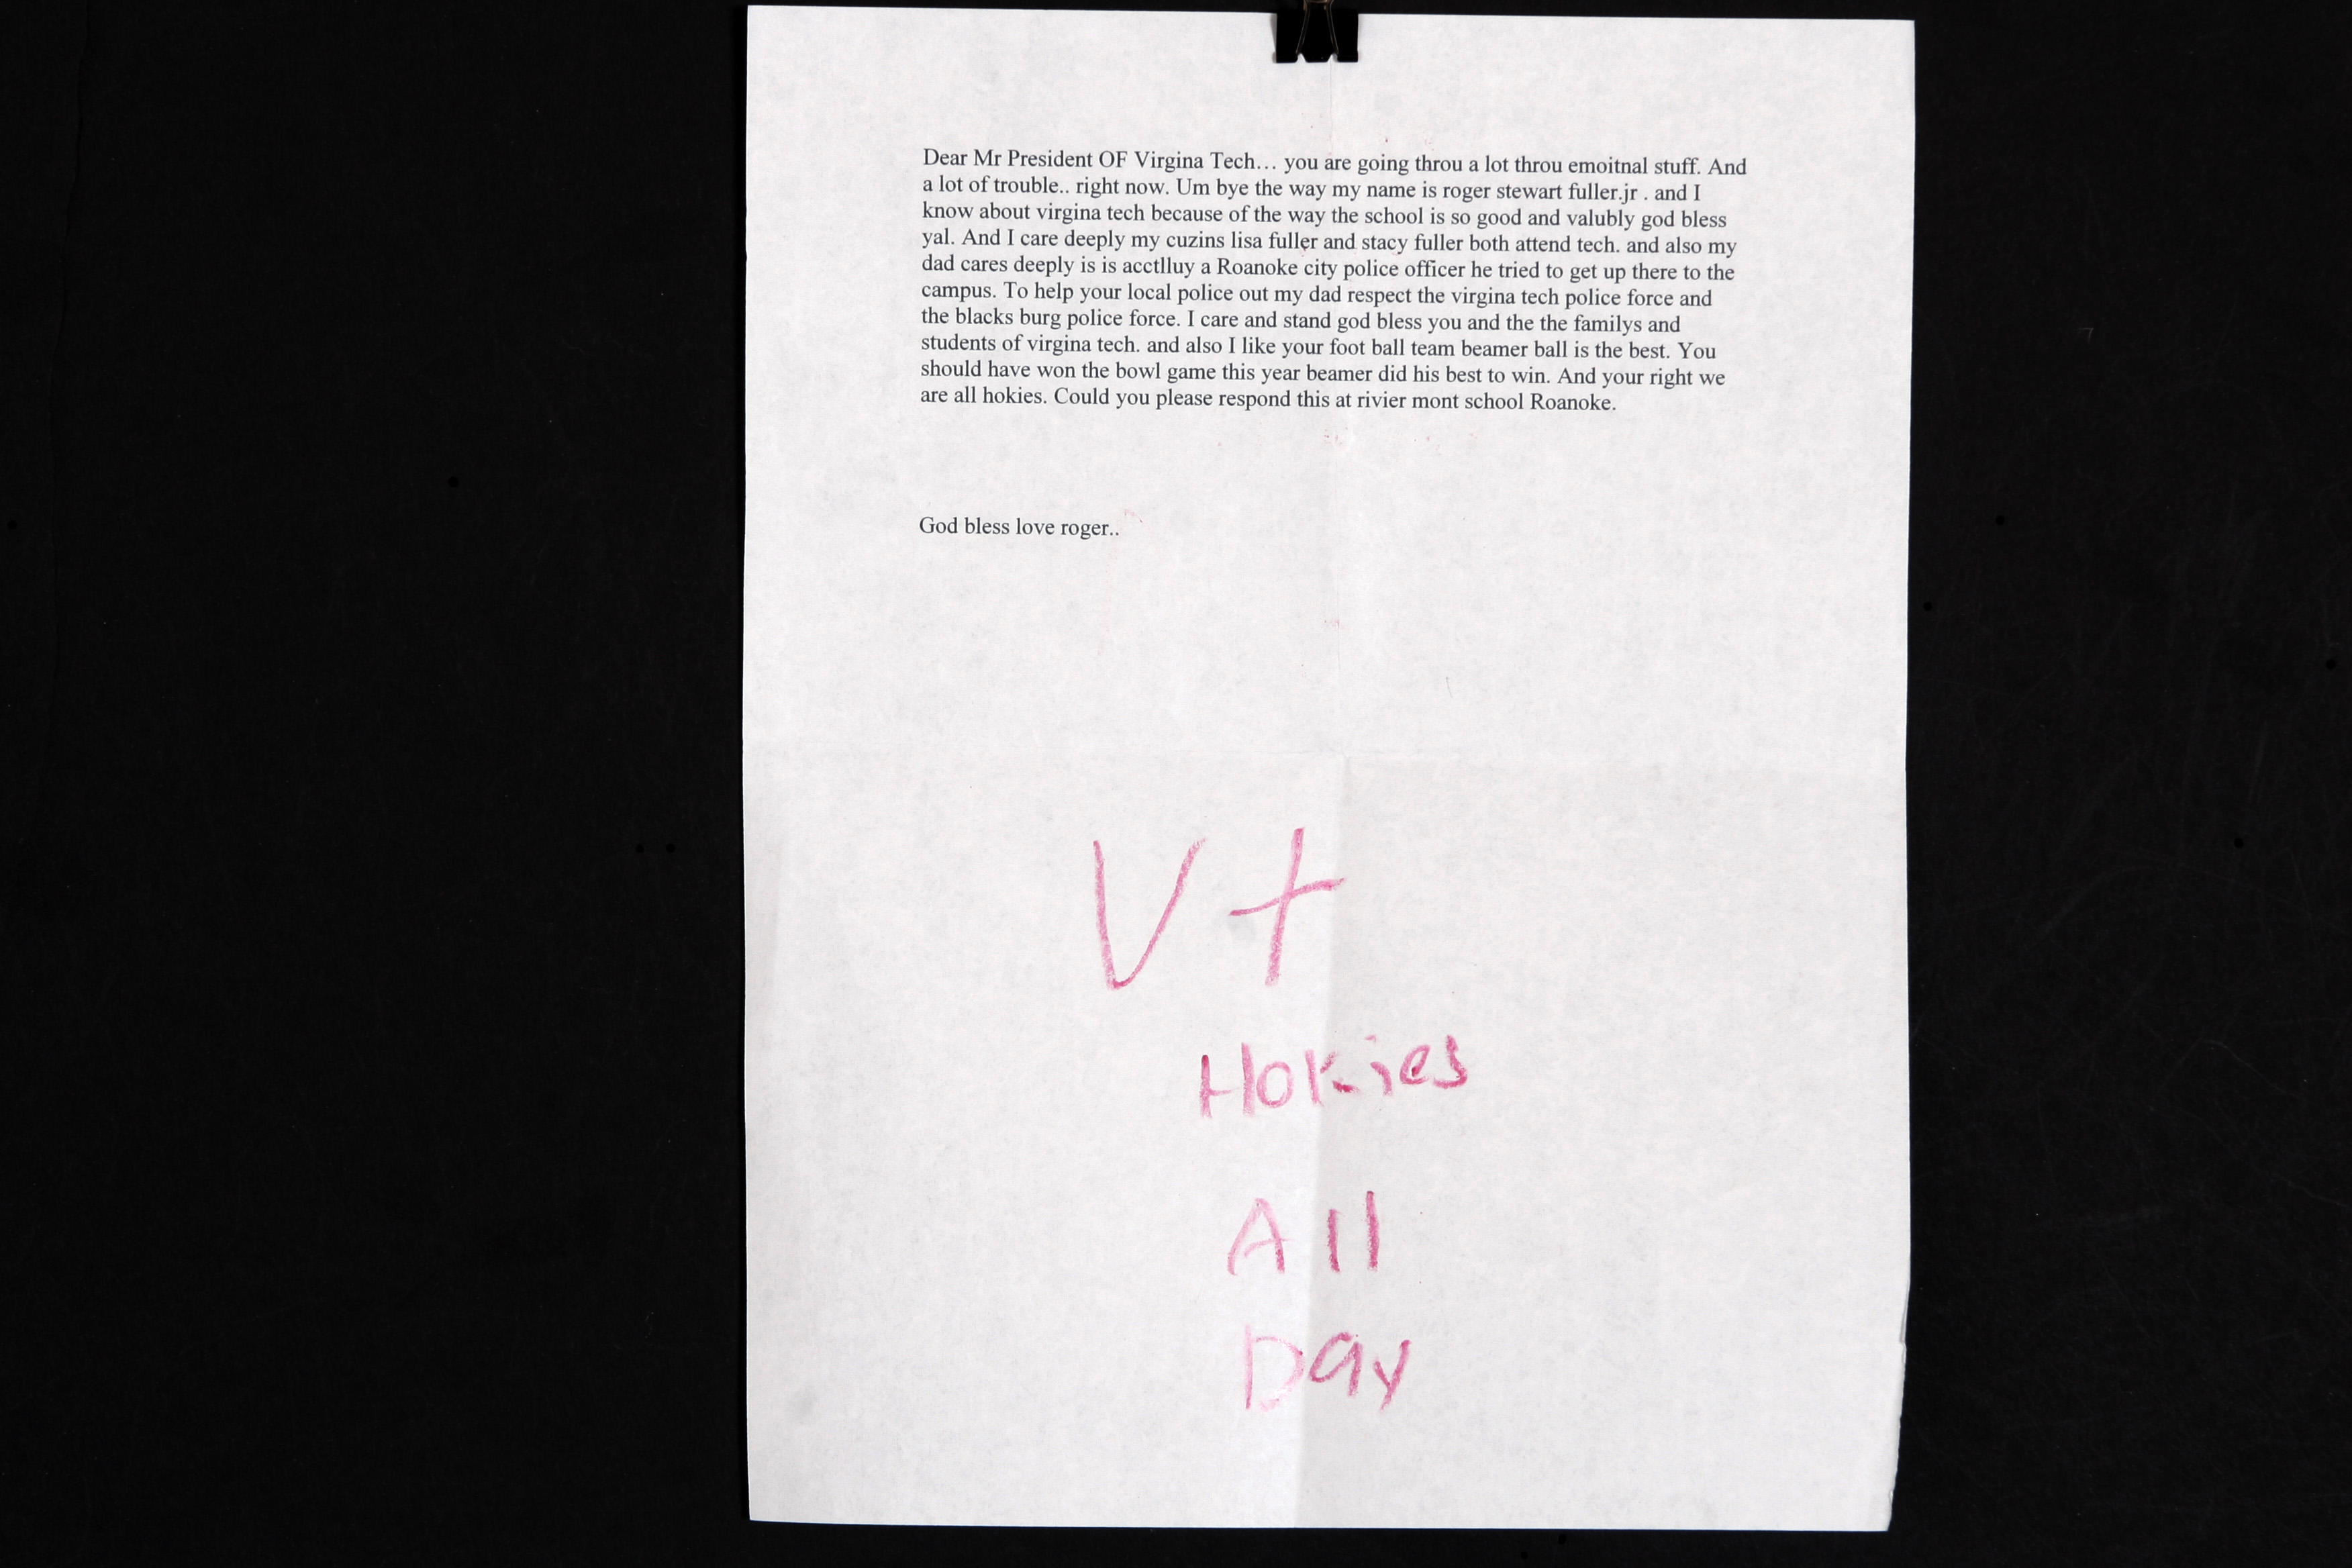 Dear Mr President OF Virgina Tech… you are going throu a lot throu emoitnal stuff. And
a lot of trouble.. right now. Um bye the way my name is roger stewart fuller.jr . and I
know about virgina tech because of the way the school is so good and valubly god bless
yal. And I care deeply my cuzins lisa fuller and stacy fuller both attend tech. and also my
dad cares deeply is is acctlluy a Roanoke city police officer he tried to get up there to the
campus. To help your local police out my dad respect the virgina tech police force and
the blacks burg police force. I care and stand god bless you and the the familys and
students of virgina tech. and also I like your foot ball team beamer ball is the best. You
should have won the bowl game this year beamer did his best to win. And your right we
are all hokies. Could you please respond this at rivier mont school Roanoke.
God bless love roger..
Vt
Hokies
All
Day